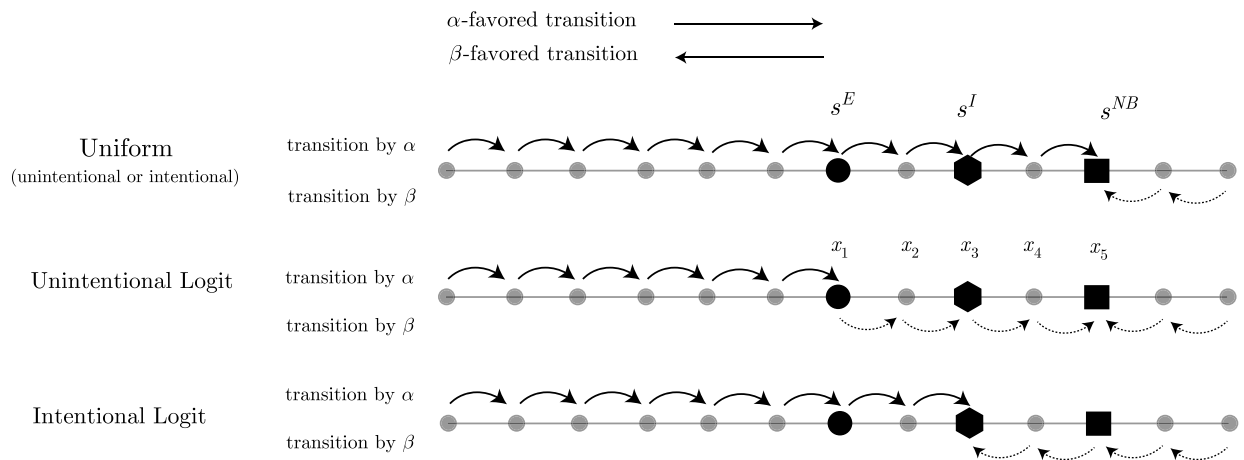 α-favored transition
β-favored transition
s^E s^I s^NB
Uniform
(unintentional or intentional)
transition by α
transition by β
x_1 x_2 x_3 x_4 x_5
Unintentional Logit
transition by α
transition by β
Intentional Logit
transition by α
transition by β